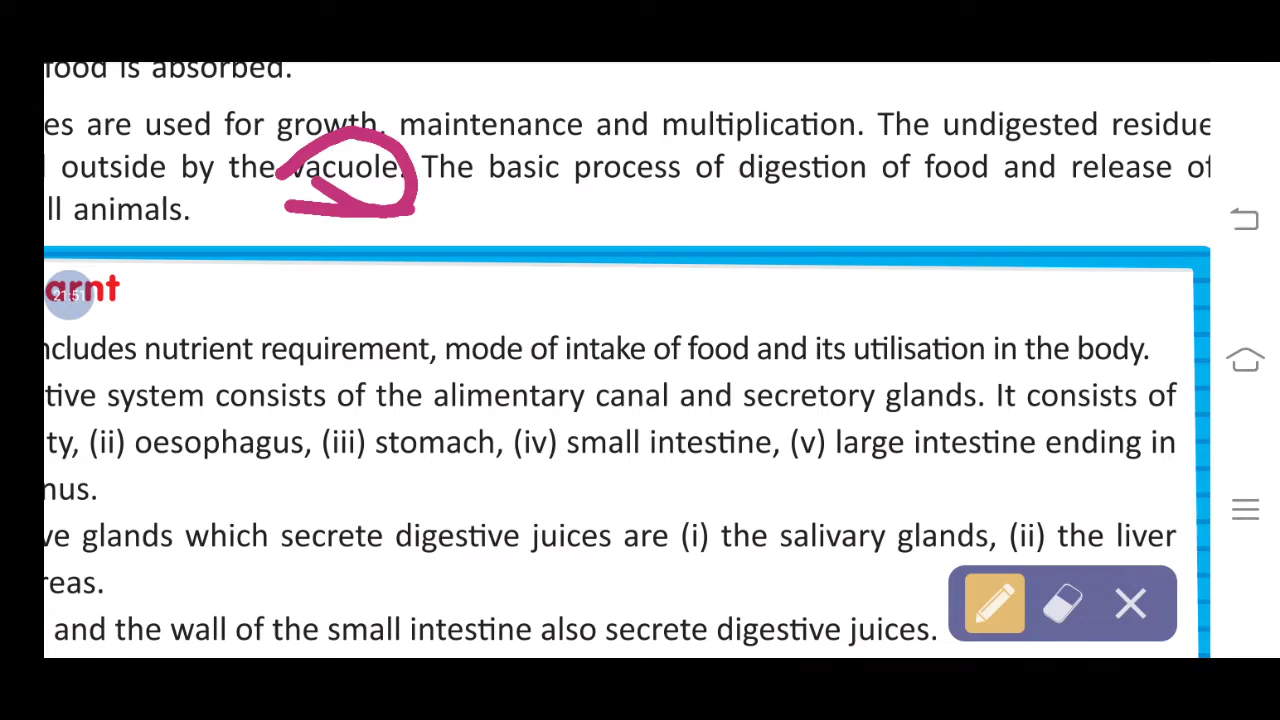 food is absorbed.
es are used for growth, maintenance and multiplication. The undigested residue
outside by the vacuole. The basic process of digestion of food and release of
ll animals.
arnt
21:51
ncludes nutrient requirement, mode of intake of food and its utilisation in the body.
tive system consists of the alimentary canal and secretory glands. It consists of
ty, (ii) oesophagus, (iii) stomach, (iv) small intestine, (v) large intestine ending in
nus.
ve glands which secrete digestive juices are (i) the salivary glands, (ii) the liver
reas.
and the wall of the small intestine also secrete digestive juices.